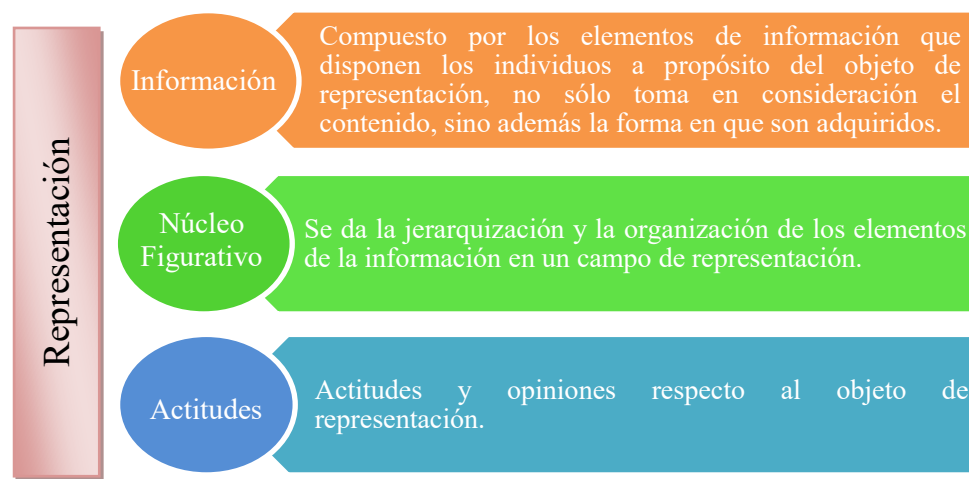 Representación
Información
Compuesto por los elementos de información que
disponen los individuos a propósito del objeto de
representación, no sólo toma en consideración el
contenido, sino además la forma en que son adquiridos.
Núcleo
Figurativo
Se da la jerarquización y la organización de los elementos
de la información en un campo de representación.
Actitudes
Actitudes y opiniones respecto al objeto de
representación.